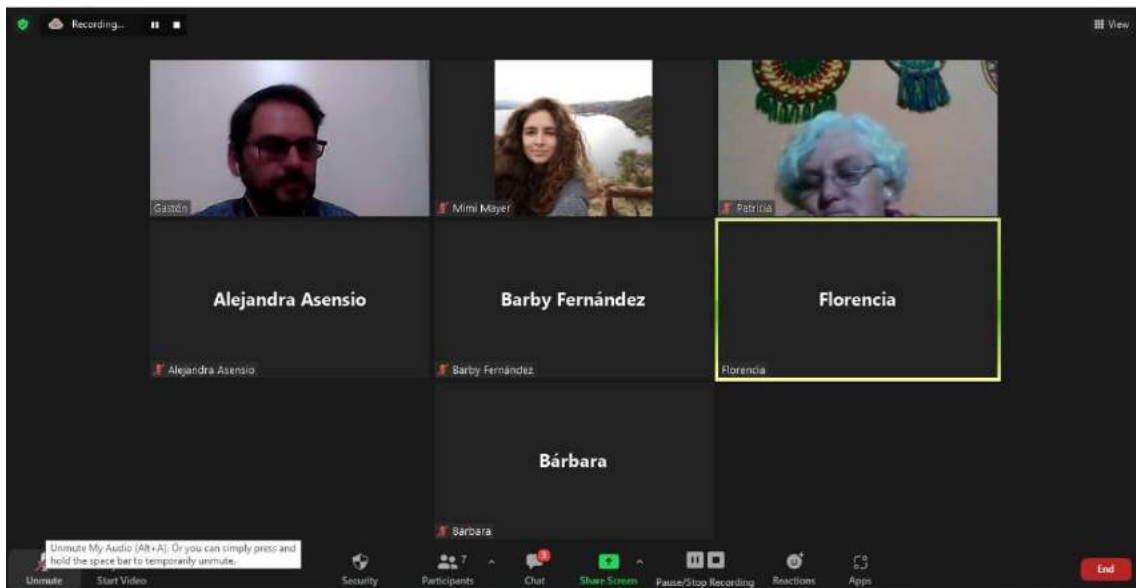 Recording...
View
Gastón
Mimi Mayer
Patricia
Alejandra Asensio
Alejandra Asensio
Barby Fernández
Barby Fernández
Florencia
Florencia
Bárbara
Bárbara
Unmute My Audio (Alt+A). Or you can simply press and
hold the space bar to temporarily unmute.
Unmute
Start Video
Security
7
Participants
3
Chat
Share Screen
Pause/Stop Recording
Reactions
Apps
End